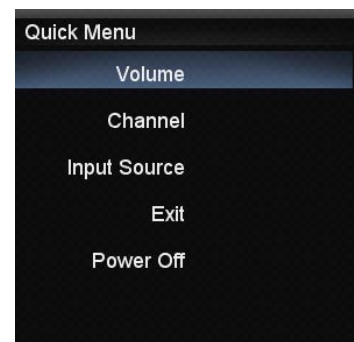 Quick Menu
Volume
Channel
Input Source
Exit
Power Off